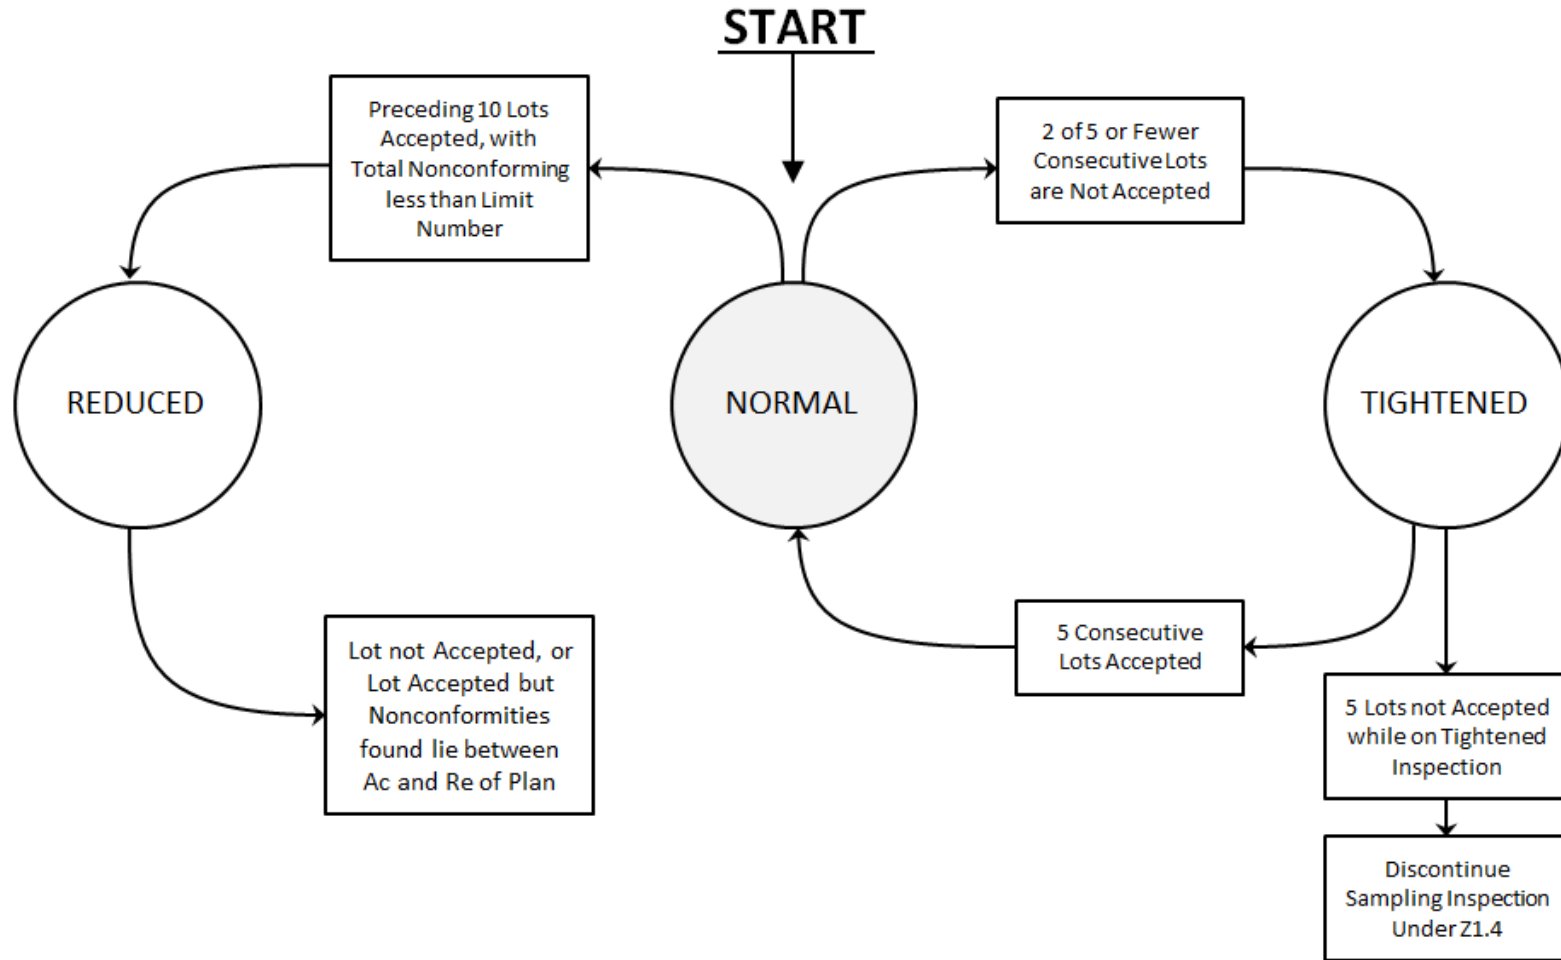 START
Preceding 10 Lots
Accepted, with
Total Nonconforming
less than Limit
Number
2 of 5 or Fewer
Consecutive Lots
are Not Accepted
REDUCED
NORMAL
TIGHTENED
Lot not Accepted, or
Lot Accepted but
Nonconformities
found lie between
Ac and Re of Plan
5 Consecutive
Lots Accepted
5 Lots not Accepted
while on Tightened
Inspection
Discontinue
Sampling Inspection
Under Z1.4